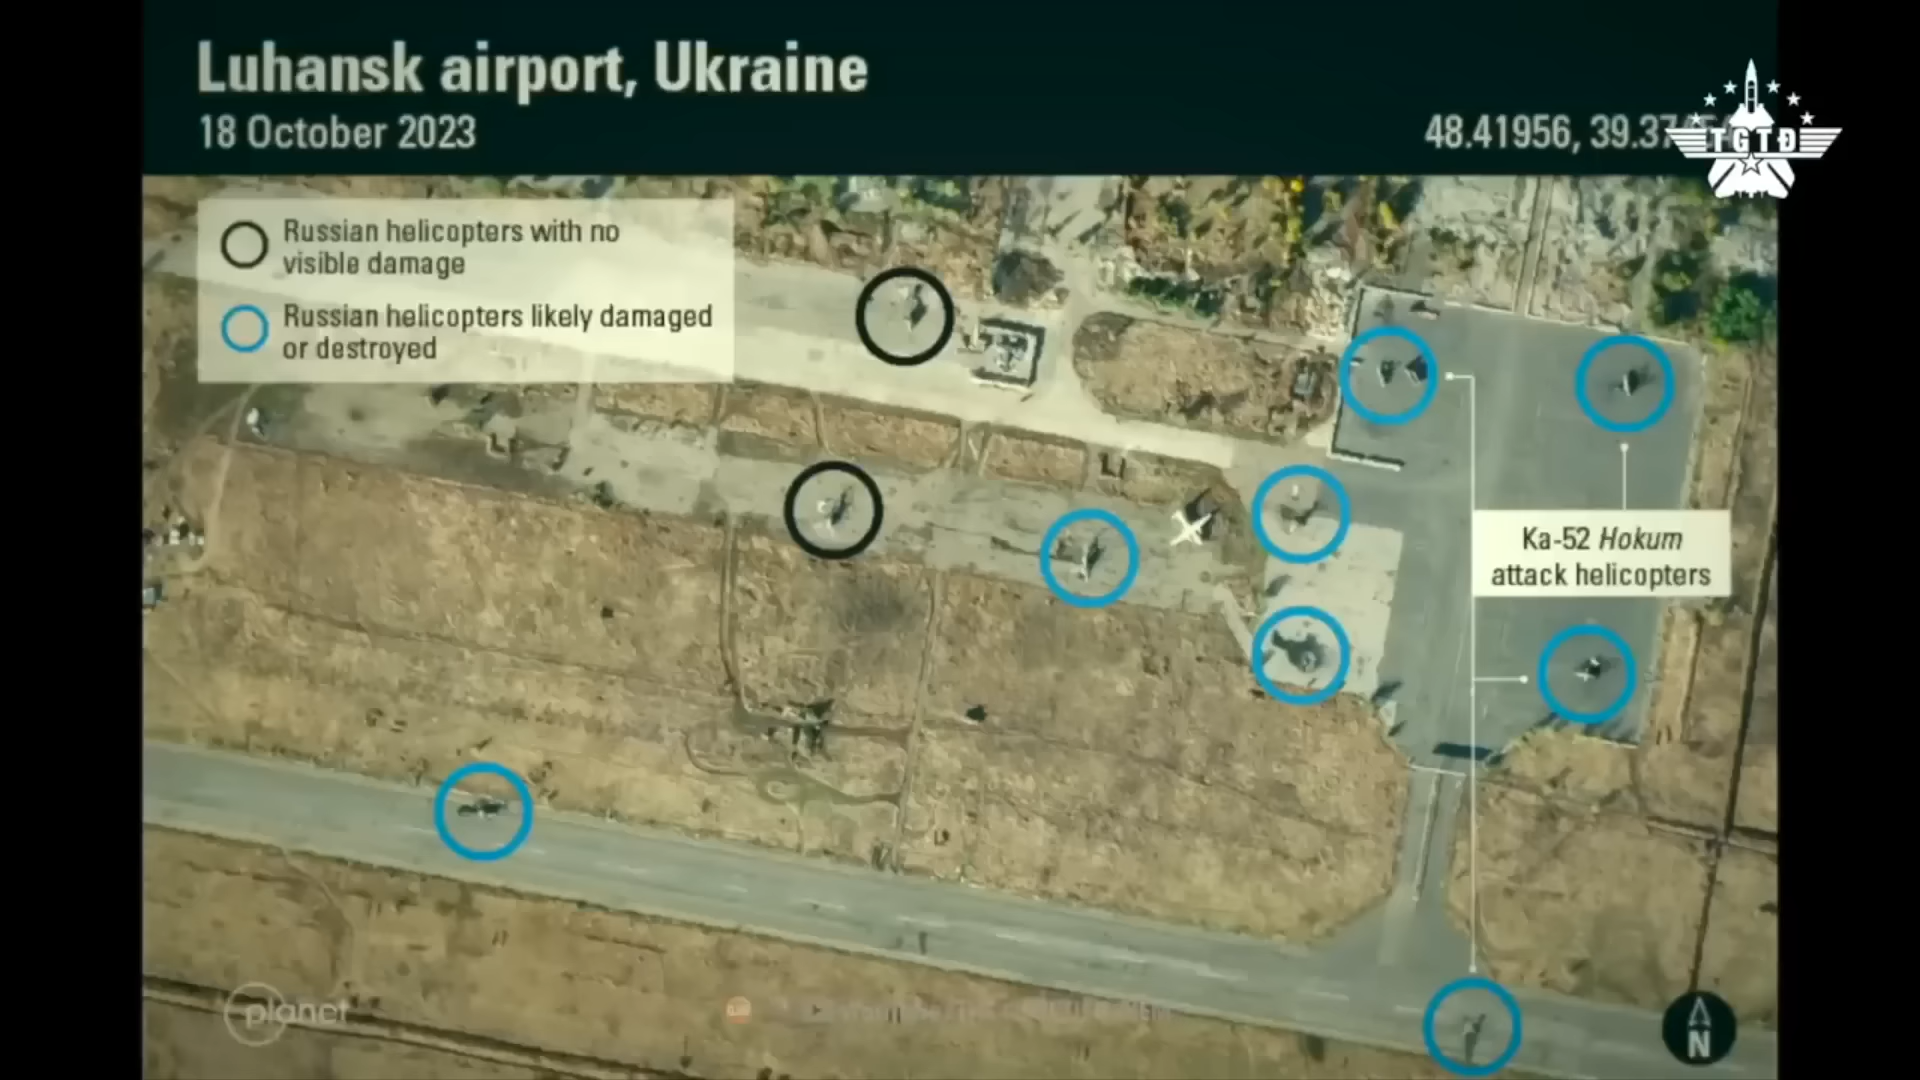 Luhansk airport, Ukraine
18 October 2023
48.41956, 39.37
TGTĐ
Russian helicopters with no
visible damage
Russian helicopters likely damaged
or destroyed
Ka-52 Hokum
attack helicopters
planet
N